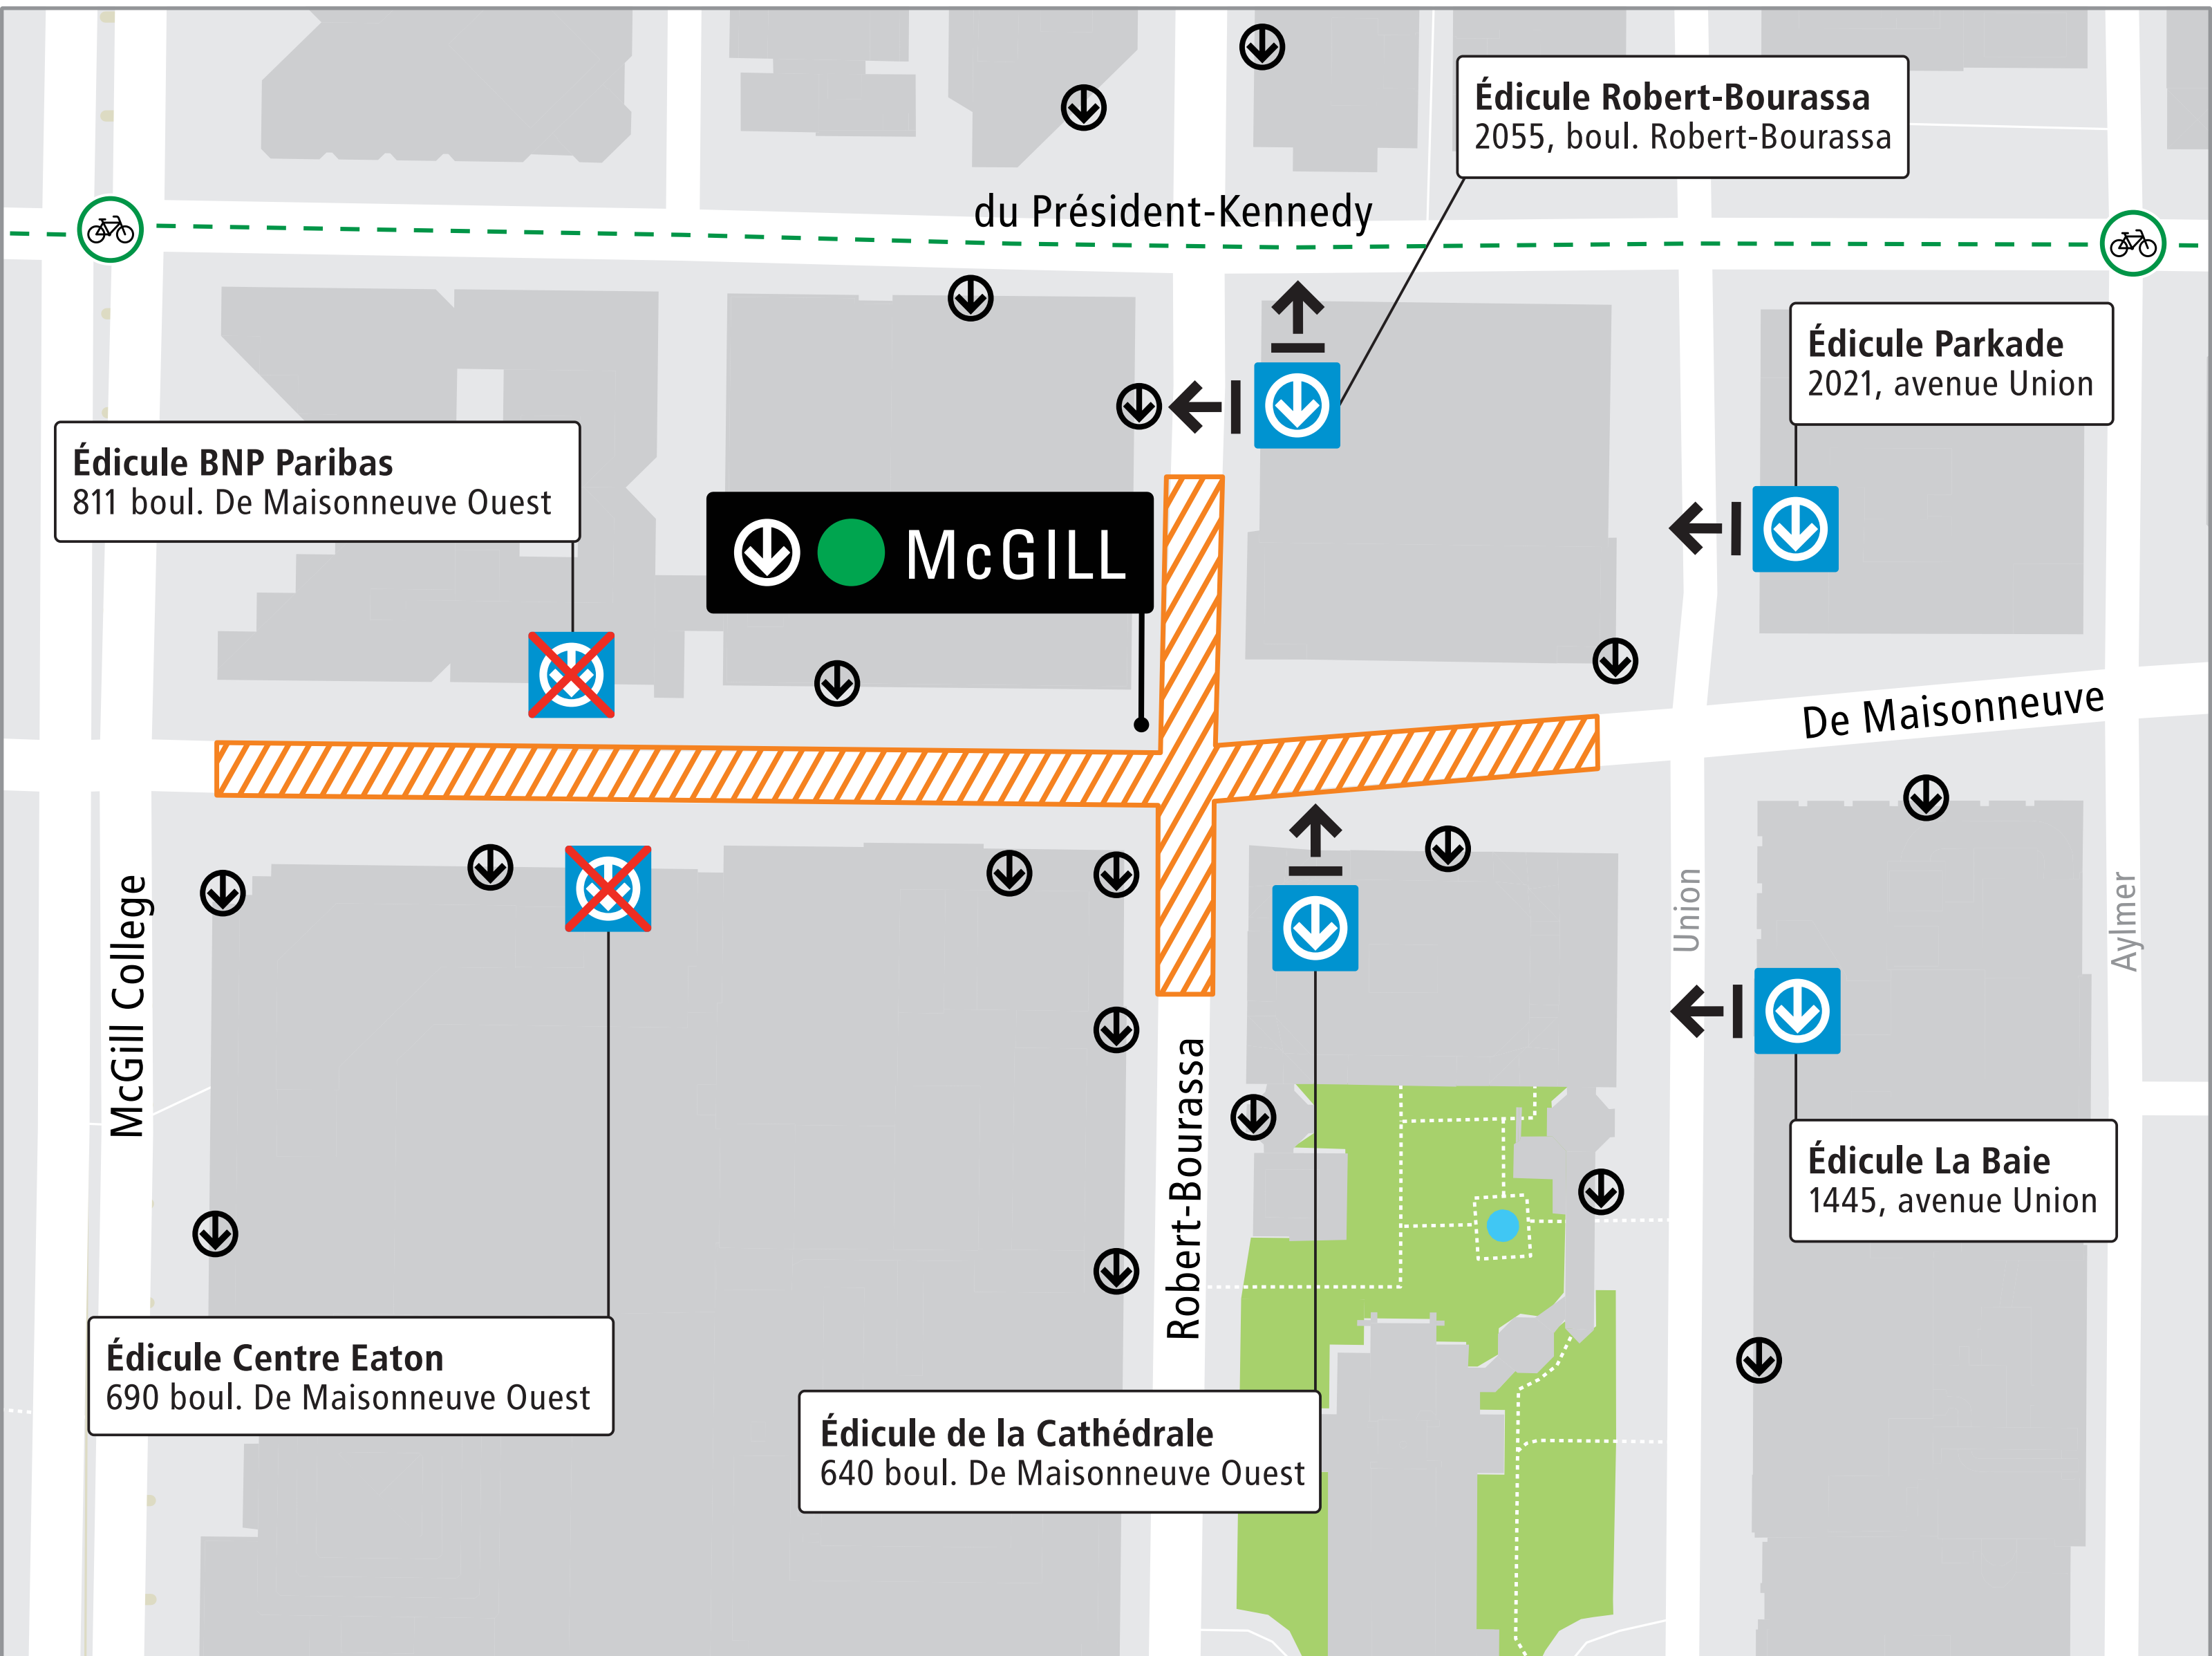 Édicule Robert-Bourassa
2055, boul. Robert-Bourassa
du Président-Kennedy
Édicule Parkade
2021, avenue Union
Édicule BNP Paribas
811 boul. De Maisonneuve Ouest
McGILL
De Maisonneuve
McGill College
Union
Aylmer
Robert-Bourassa
Édicule La Baie
1445, avenue Union
Édicule Centre Eaton
690 boul. De Maisonneuve Ouest
Édicule de la Cathédrale
640 boul. De Maisonneuve Ouest